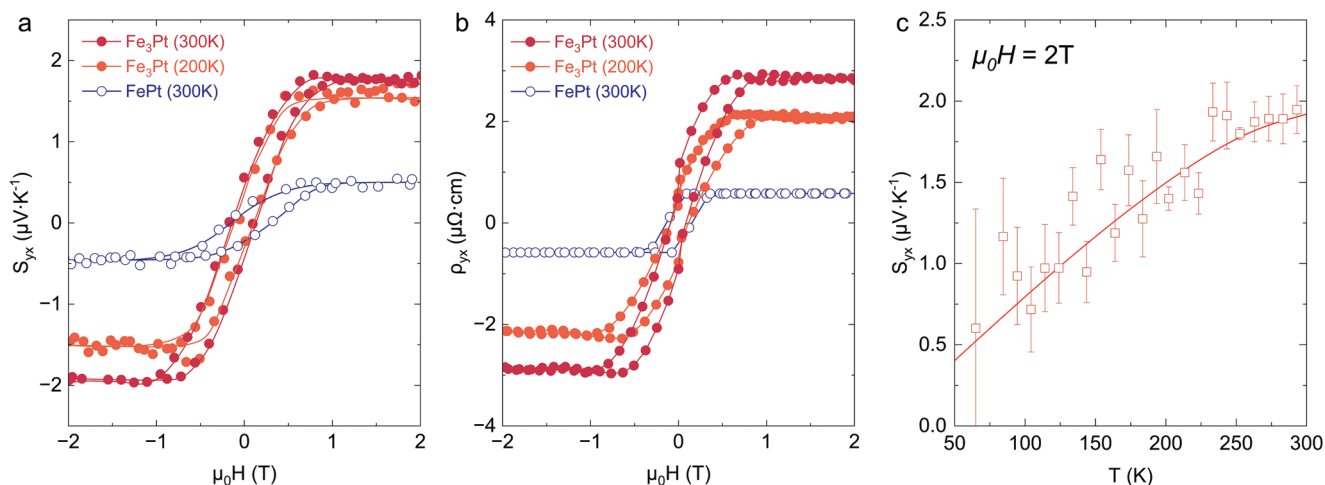 a
Fe₃Pt (300K)
Fe₃Pt (200K)
FePt (300K)
2
1
0
−1
−2
Syx (μV·K⁻¹)
−2 −1 0 1 2
μ₀H (T)
b
Fe₃Pt (300K)
Fe₃Pt (200K)
FePt (300K)
4
2
0
−2
−4
ρyx (μΩ·cm)
−2 −1 0 1 2
μ₀H (T)
c
μ₀H = 2T
2.5
2.0
1.5
1.0
0.5
0.0
Syx (μV·K⁻¹)
50 100 150 200 250 300
T (K)